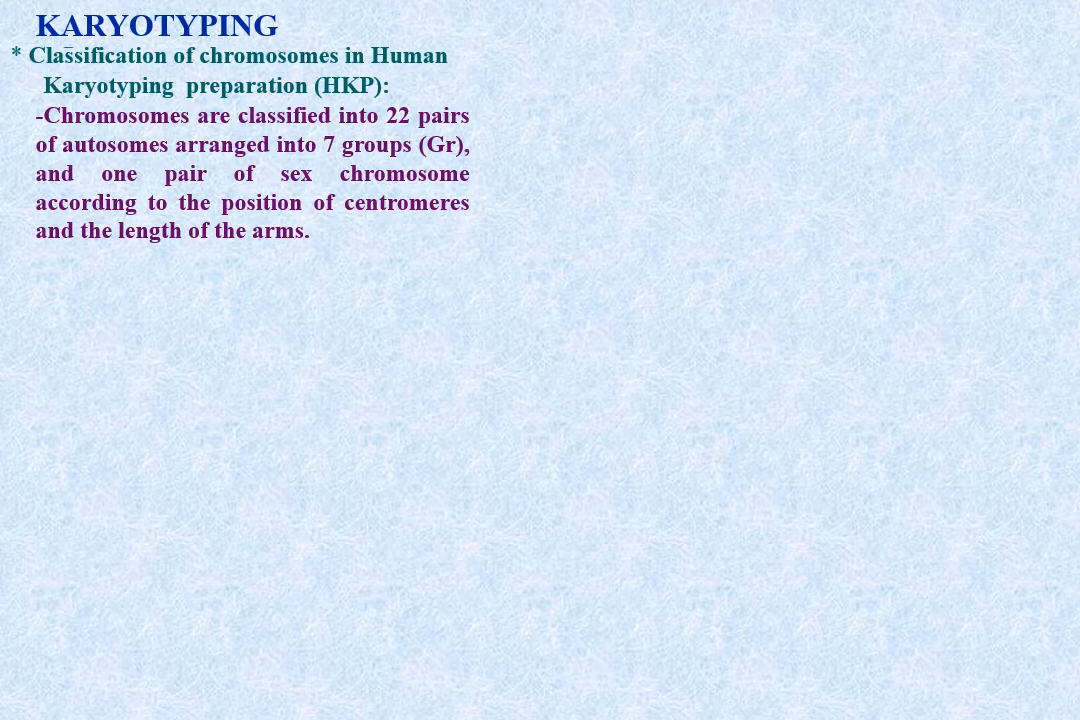 KARYOTYPING
* Classification of chromosomes in Human
Karyotyping preparation (HKP):
-Chromosomes are classified into 22 pairs
of autosomes arranged into 7 groups (Gr),
and one pair of sex chromosome
according to the position of centromeres
and the length of the arms.